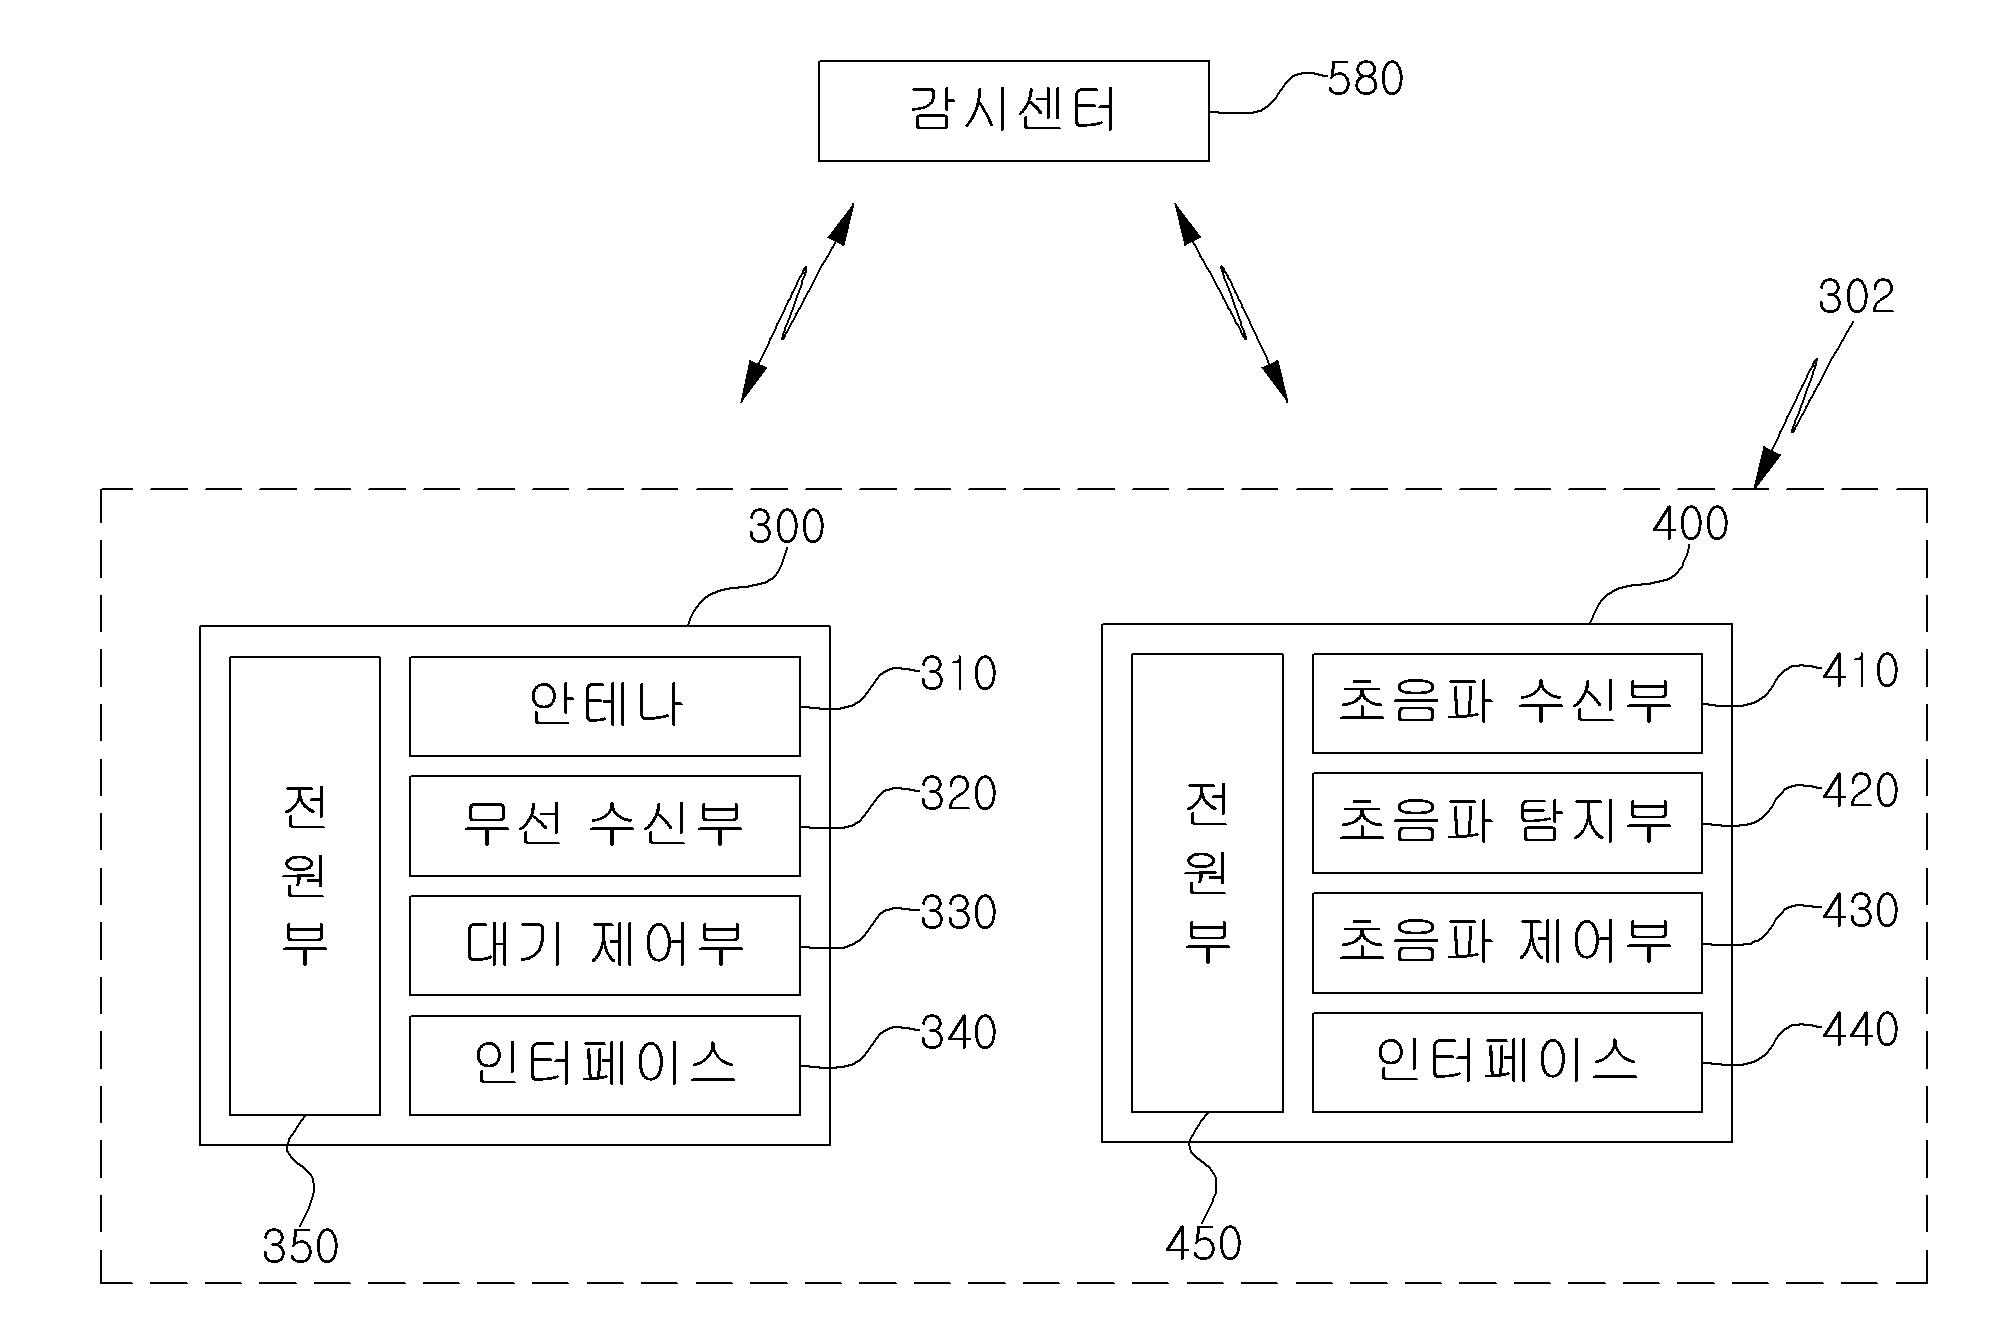 감시센터
580
302
300
400
전원부
안테나
310
무선 수신부
320
대기 제어부
330
인터페이스
340
350
전원부
초음파 수신부
410
초음파 탐지부
420
초음파 제어부
430
인터페이스
440
450